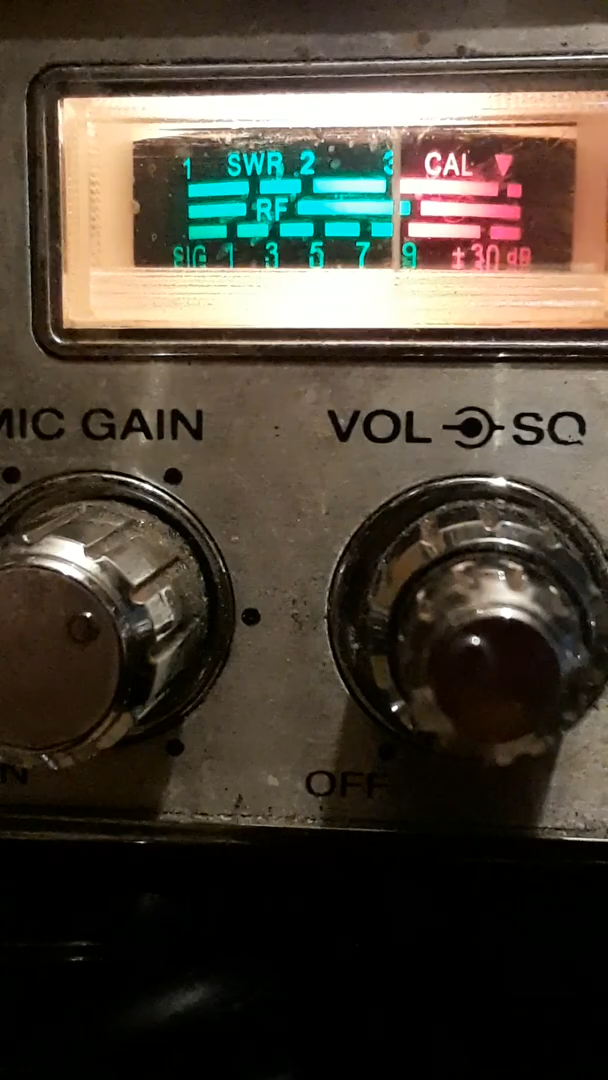 1 SWR 2 3 CAL
RF
SIG 1 3 5 7 9 ±30 dB
MIC GAIN VOL SQ
OFF